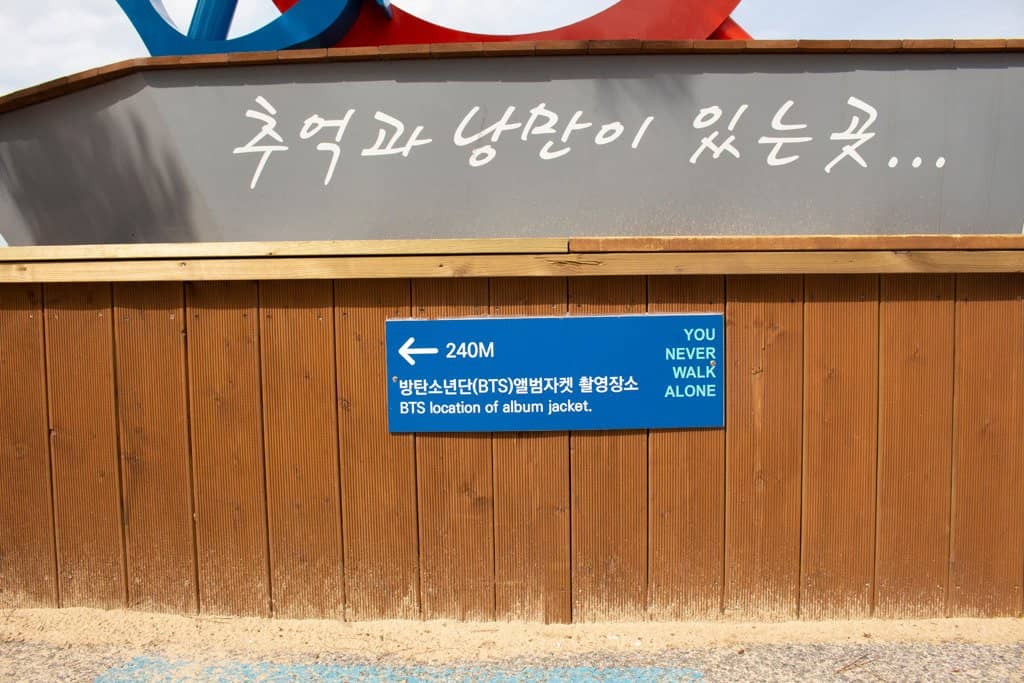 추억과 낭만이 있는 곳...
← 240M
방탄소년단(BTS)앨범자켓 촬영장소
BTS location of album jacket.
YOU
NEVER
WALK
ALONE